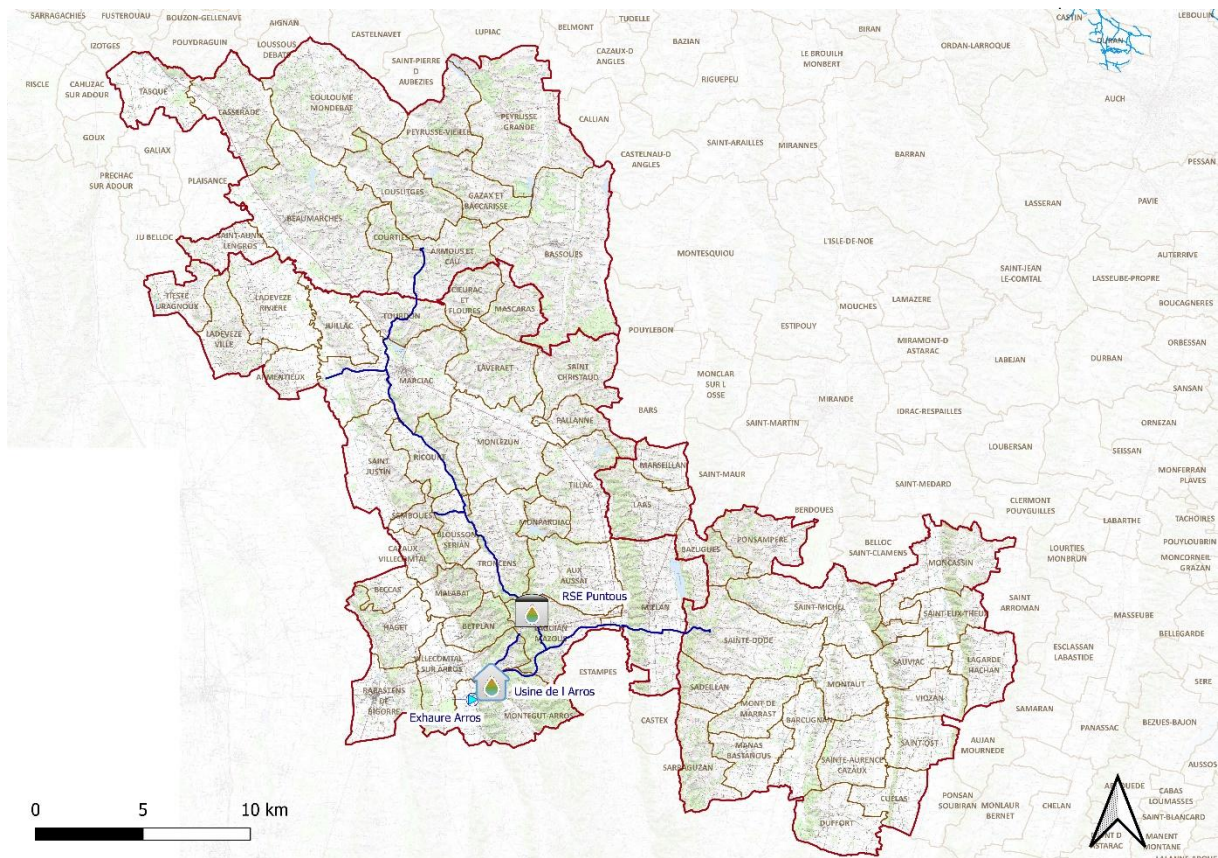 SARRAGACHIES
FUSTEROUAU
BOUZON-GELLENAVE
AIGNAN
CASTELNAVET
LUPIAC
BELMONT
TUDELLE
BAZIAN
BIRAN
CASTIN
LEBOULIN
IZOTGES
POUYDRAGUIN
LOUSSOUS
DEBAT
SAINT-PIERRE
D
AUBEZIES
CAZAUX-D
ANGLES
LE BROUILH
MONBERT
ORDAN-LARROQUE
DURAN
RISCLE
CAHUZAC
SUR ADOUR
TASQUE
CASSERADE
COULOUME
MONDEBAT
RIGUEPEU
AUCH
PEYRUSSE
GRANDE
PEYRUSSE-VIEILLE
CALLIAN
GOUX
GALIAX
SAINT-ARAILLES
MIRANNES
BARRAN
CASTELNAU-D
ANGLES
PESSAN
PRECHAC
SUR ADOUR
PLAISANCE
LOUSLITGES
GAZAX ET
BACCARISSE
LASSERAN
PAVIE
BEAUMARCHES
JU BELLOC
SAINT-AUNIX
LENGROS
COURTIES
ARMOUS ET
CAU
BASSOUES
MONTESQUIOU
L'ISLE-DE-NOE
SAINT-JEAN
LE-COMTAL
AUTERRIVE
LASSEUBE-PROPRE
TIESTE
URAGNOUX
LADEVEZE
RIVIERE
LADEVEZE
VILLE
JUILLAC
TOURDUN
SCIEURAC
ET
FLOURES
MASCARAS
POUYLEBON
ESTIPOUY
MOUCHES
LAMAZERE
BOUCAGNERES
MIRAMONT-D
ASTARAC
ORBESSAN
LABEJAN
DURBAN
ARMENTIEUX
MARCIAC
LAVERAET
SAINT
CHRISTAUD
MONCLAR
SUR L
OSSE
MIRANDE
SANSAN
BARS
SAINT-MARTIN
IDRAC-RESPAILLES
ORNEZAN
PALLANNE
MONLEZUN
LOUBERSAN
SEISSAN
SAINT
JUSTIN
RICOURT
MARSEILLAN
SAINT-MAUR
MONFERRAN
PLAVES
TILLAC
LAAS
SAINT-MEDARD
CLERMONT
POUYGUILLES
SEMBOUES
MONPARDIAC
BERDOUES
LABARTHE
TACHOIRES
BLOUSSON
SERIAN
CAZAUX
VILLECOMTAL
TRONCENS
BAZUGUES
PONSAMPERE
BELLOC
SAINT-CLAMENS
LOURTIES
MONBRUN
POUYLOUBRIN
MONCORNEIL
GRAZAN
MONCASSIN
AUX
AUSSAT
BECCAS
MALABAT
RSE Puntous
MIELAN
SAINT-MICHEL
SAINT-ELIX-THEUX
SAINT
ARROMAN
MASSEUBE
HAGET
BETPLAN
LAGUIAN
MAZOUS
SAINTE-DODE
BELLEGARDE
VILLECOMTAL
SUR ARROS
ESTAMPES
SAUVIAC
LAGARDE
HACHAN
ESCLASSAN
LABASTIDE
RABASTENS
DE
BIGORRE
Usine de l Arros
SADEILLAN
MONTAUT
VIOZAN
SERE
Exhaure Arros
MONTEGUT-ARROS
MONT DE
MARRAST
BARCUGNAN
SAMARAN
CASTEX
PANASSAC
BEZUES-BAJON
MANAS
BASTANOUS
SAINT-OST
AUJAN
MOURNEDE
SARRAGUZAN
SAINTE-AURENCE
CAZAUX
AUSSOS
CUELAS
PONSAN
SOUBIRAN
MONLAUR
BERNET
CHELAN
CABAS
LOUMASSES
DUFFORT
SAINT-BLANCARD
MANENT
MONTANE
ASTARAC
0 5 10 km